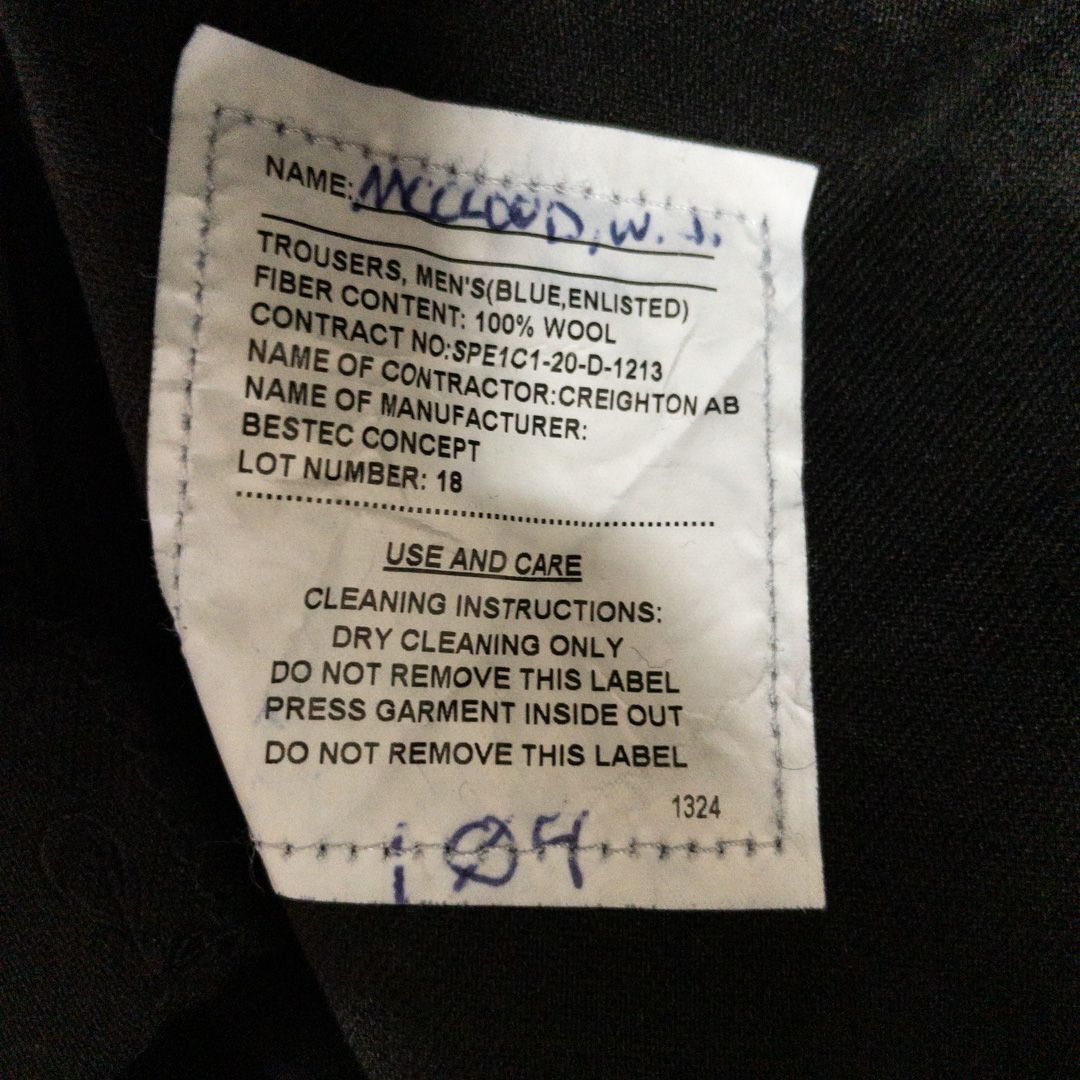 NAME: MCCLOUD, W. J.
TROUSERS, MEN'S(BLUE,ENLISTED)
FIBER CONTENT: 100% WOOL
CONTRACT NO:SPE1C1-20-D-1213
NAME OF CONTRACTOR:CREIGHTON AB
NAME OF MANUFACTURER:
BESTEC CONCEPT
LOT NUMBER: 18
USE AND CARE
CLEANING INSTRUCTIONS:
DRY CLEANING ONLY
DO NOT REMOVE THIS LABEL
PRESS GARMENT INSIDE OUT
DO NOT REMOVE THIS LABEL
1324
1 04